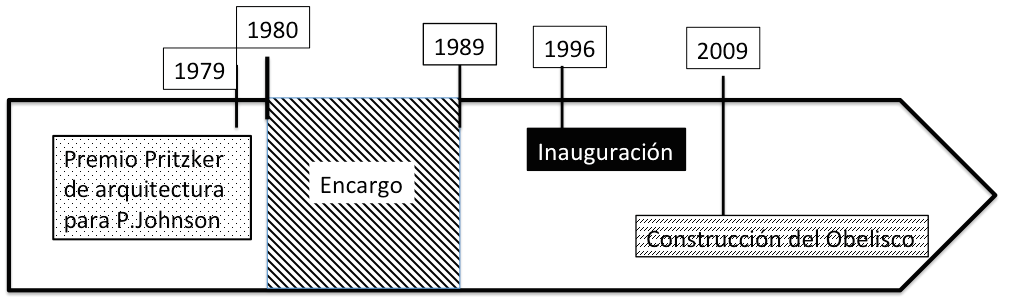 1980
1979
1989
1996
2009
Premio Pritzker
de arquitectura
para P.Johnson
Encargo
Inauguración
Construcción del Obelisco